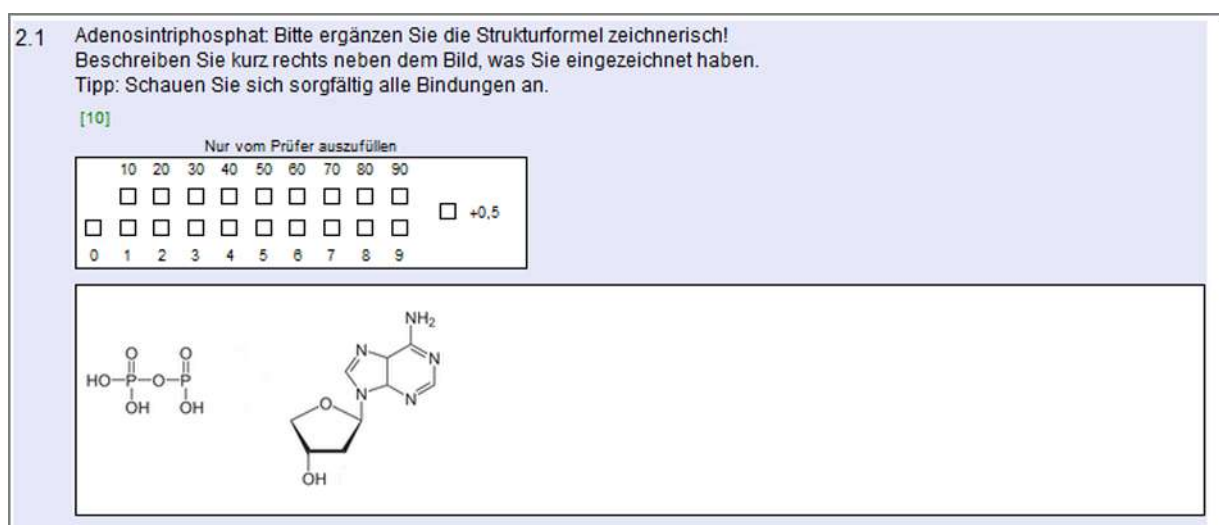 2.1 Adenosintriphosphat: Bitte ergänzen Sie die Strukturformel zeichnerisch!
Beschreiben Sie kurz rechts neben dem Bild, was Sie eingezeichnet haben.
Tipp: Schauen Sie sich sorgfältig alle Bindungen an.
[10]
Nur vom Prüfer auszufüllen
10 20 30 40 50 60 70 80 90
+0,5
0 1 2 3 4 5 6 7 8 9
NH2
O O N N
HO P O P
OH OH N N
O
OH